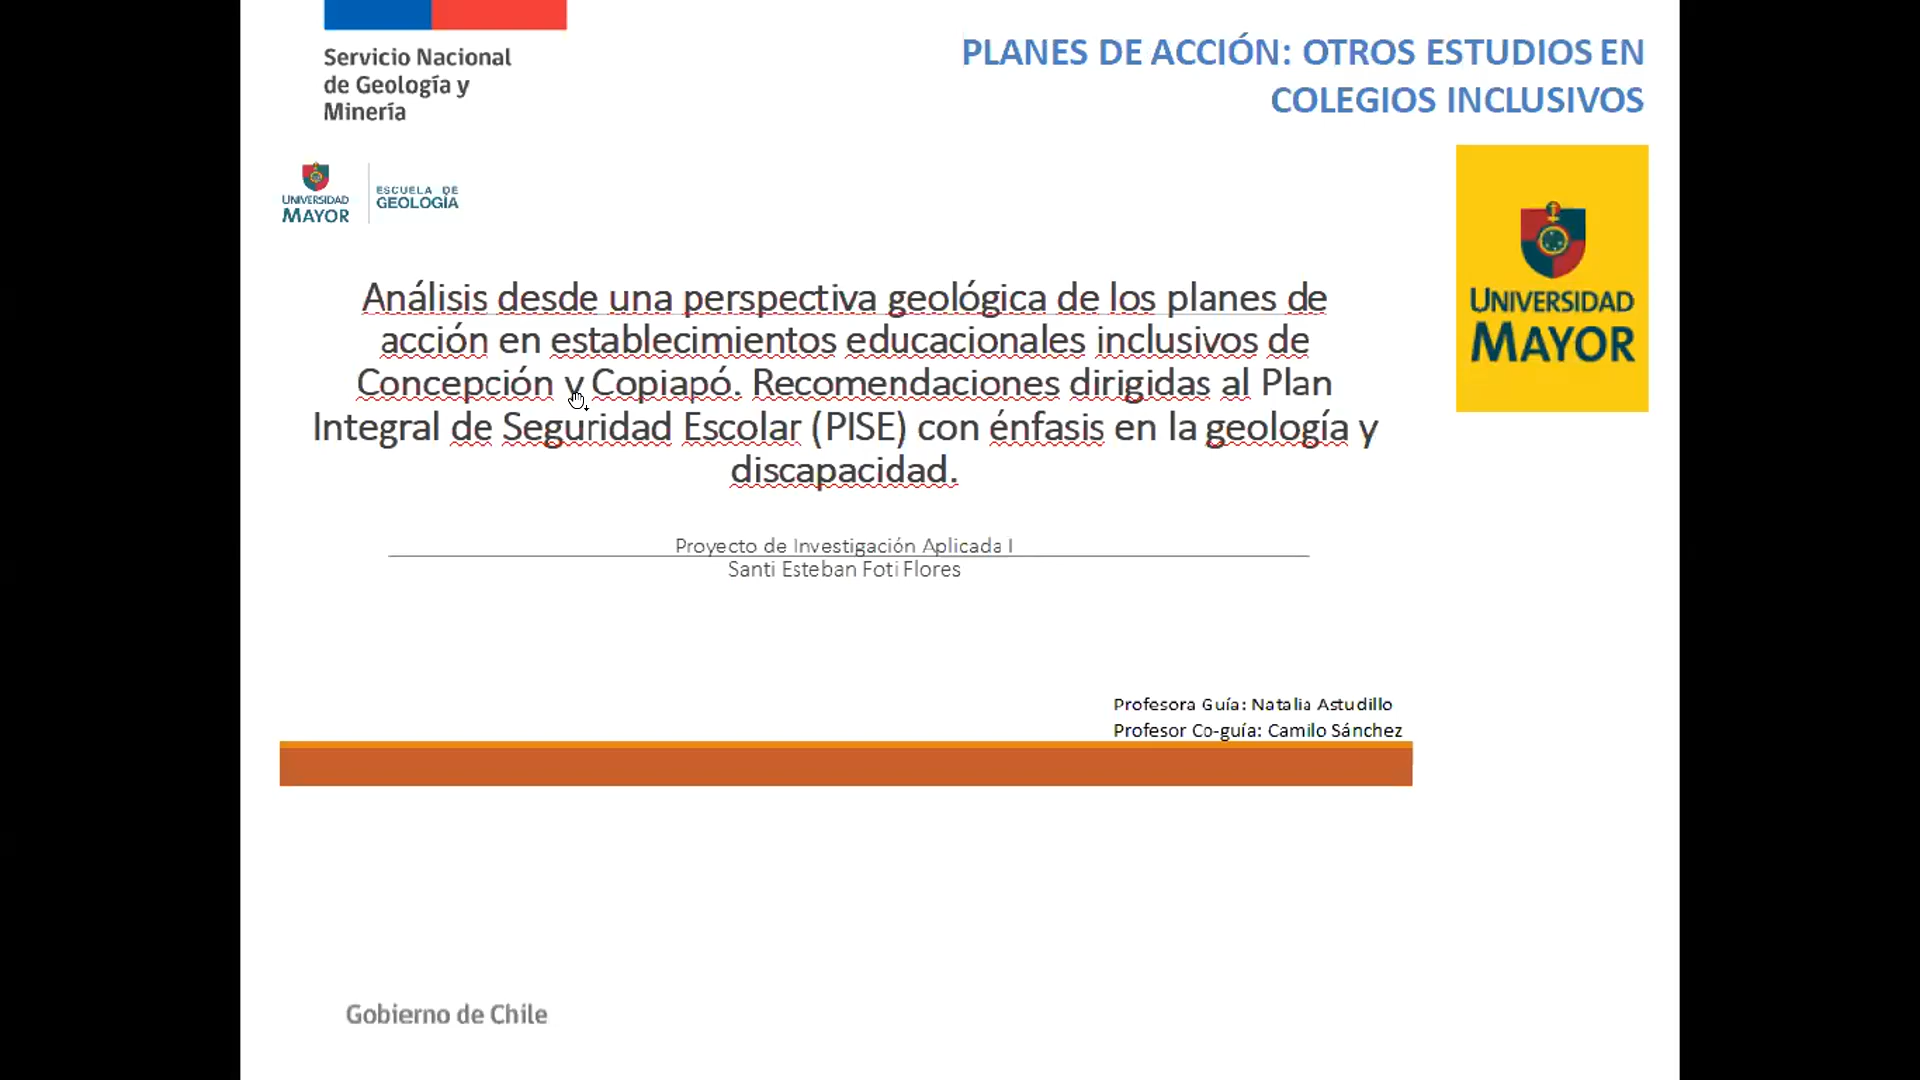 Servicio Nacional
de Geología y
Minería
PLANES DE ACCIÓN: OTROS ESTUDIOS EN
COLEGIOS INCLUSIVOS
UNIVERSIDAD
MAYOR
ESCUELA DE
GEOLOGÍA
UNIVERSIDAD
MAYOR
Análisis desde una perspectiva geológica de los planes de
acción en establecimientos educacionales inclusivos de
Concepción y Copiapó. Recomendaciones dirigidas al Plan
Integral de Seguridad Escolar (PISE) con énfasis en la geología y
discapacidad.
Proyecto de Investigación Aplicada I
Santi Esteban Foti Flores
Profesora Guía: Natalia Astudillo
Profesor Co-guía: Camilo Sánchez
Gobierno de Chile